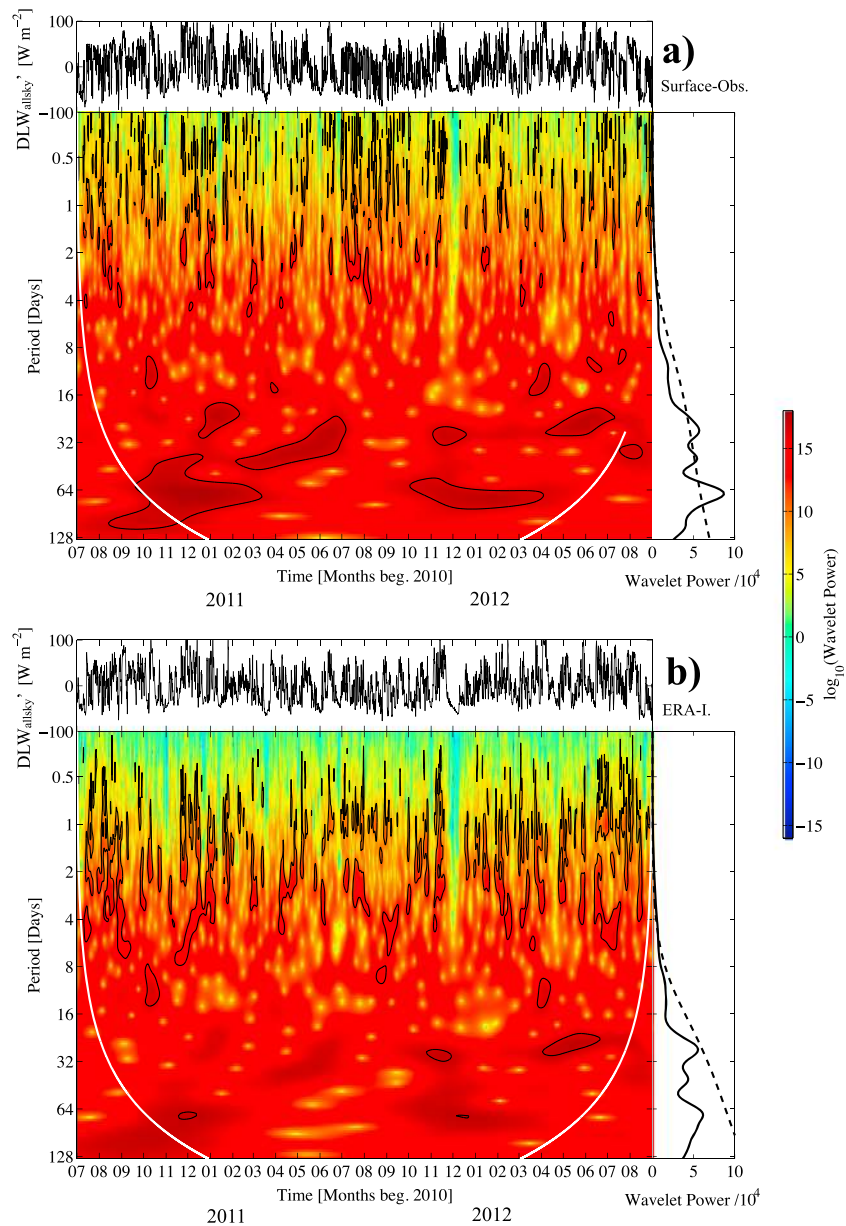 100
0
−100
DLWallsky' [W m−2]
a)
Surface-Obs.
0.5
1
2
4
8
16
32
64
128
Period [Days]
07 08 09 10 11 12 01 02 03 04 05 06 07 08 09 10 11 12 01 02 03 04 05 06 07 08
0 5 10
Time [Months beg. 2010]
Wavelet Power /10^4
2011 2012
15
10
5
0
−5
−10
−15
log10(Wavelet Power)
100
0
−100
DLWallsky' [W m−2]
b)
ERA-I.
0.5
1
2
4
8
16
32
64
128
Period [Days]
07 08 09 10 11 12 01 02 03 04 05 06 07 08 09 10 11 12 01 02 03 04 05 06 07 08
0 5 10
Time [Months beg. 2010]
Wavelet Power /10^4
2011 2012